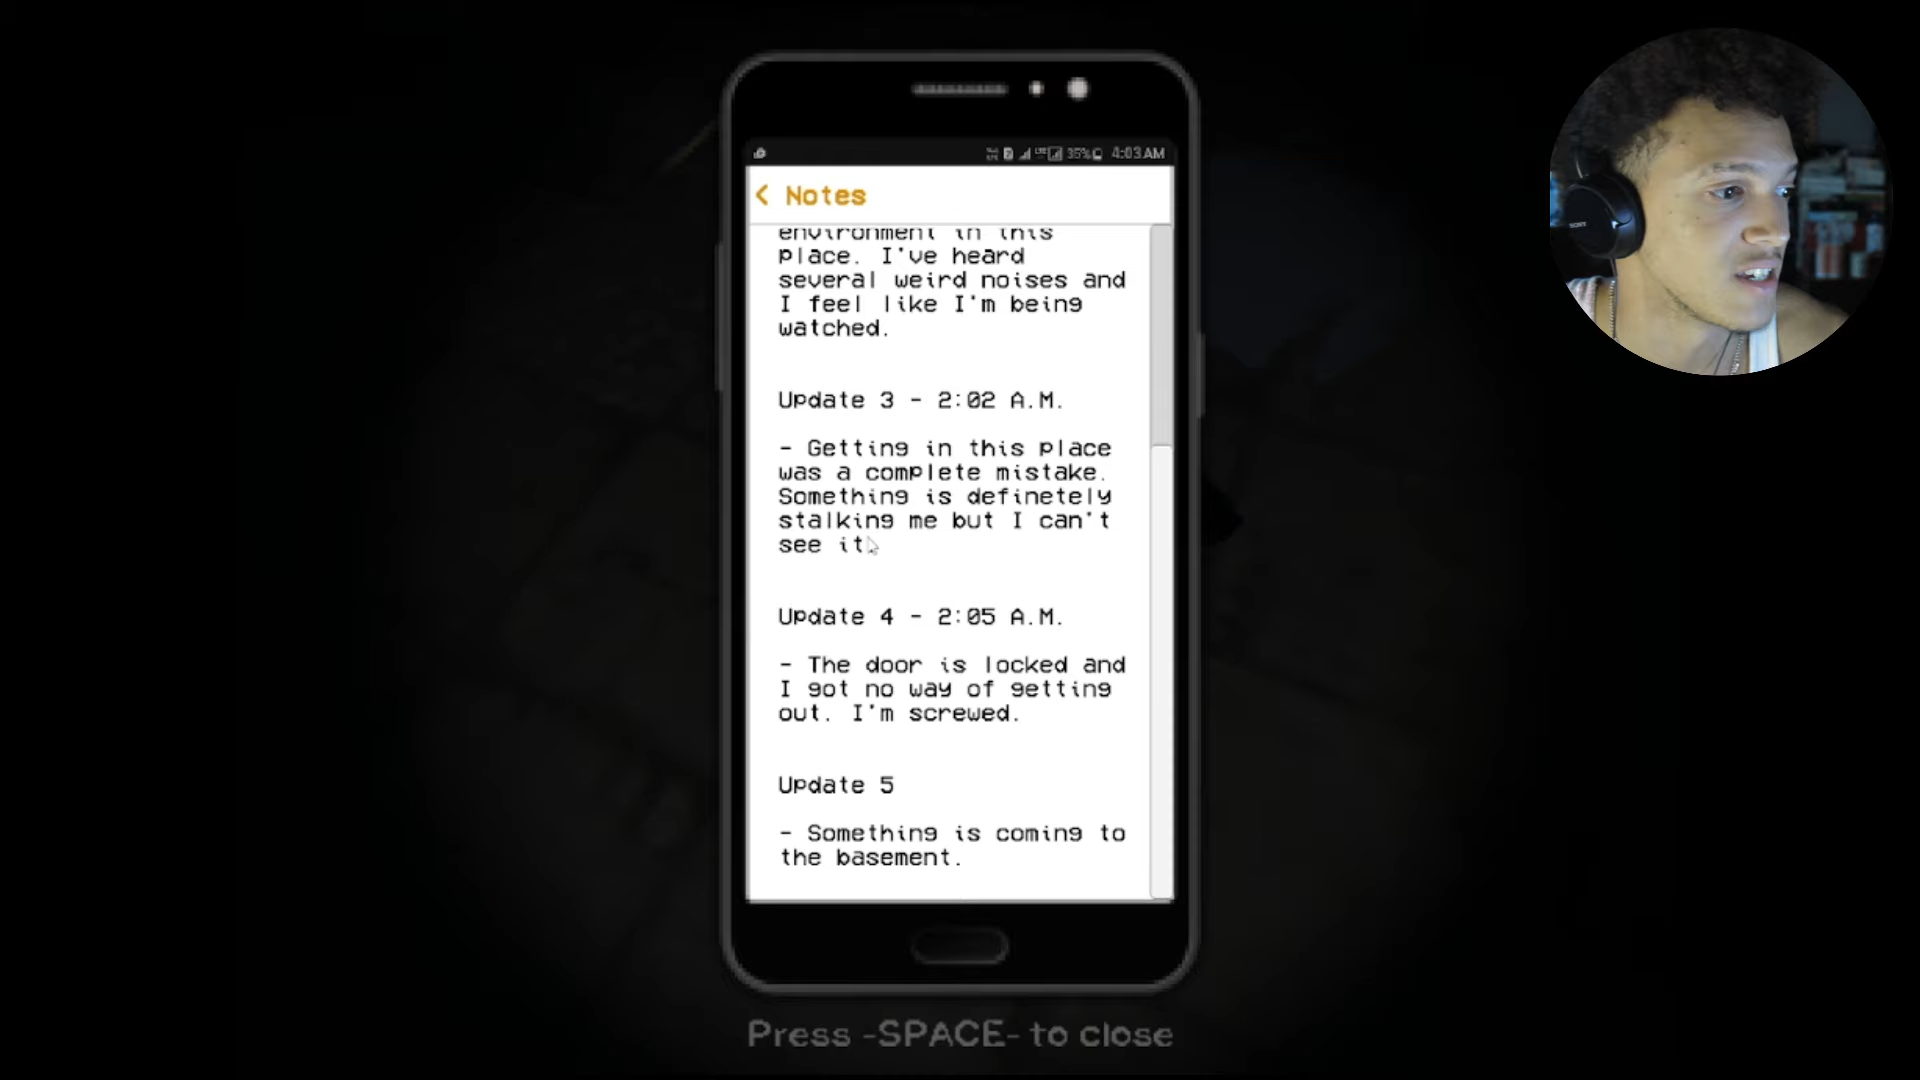 35% 4:03AM
< Notes
environment in this
place. I've heard
several weird noises and
I feel like I'm being
watched.
Update 3 - 2:02 A.M.
- Getting in this place
was a complete mistake.
Something is definetely
stalking me but I can't
see it
Update 4 - 2:05 A.M.
- The door is locked and
I got no way of getting
out. I'm screwed.
Update 5
- Something is coming to
the basement.
Press -SPACE- to close
SONY